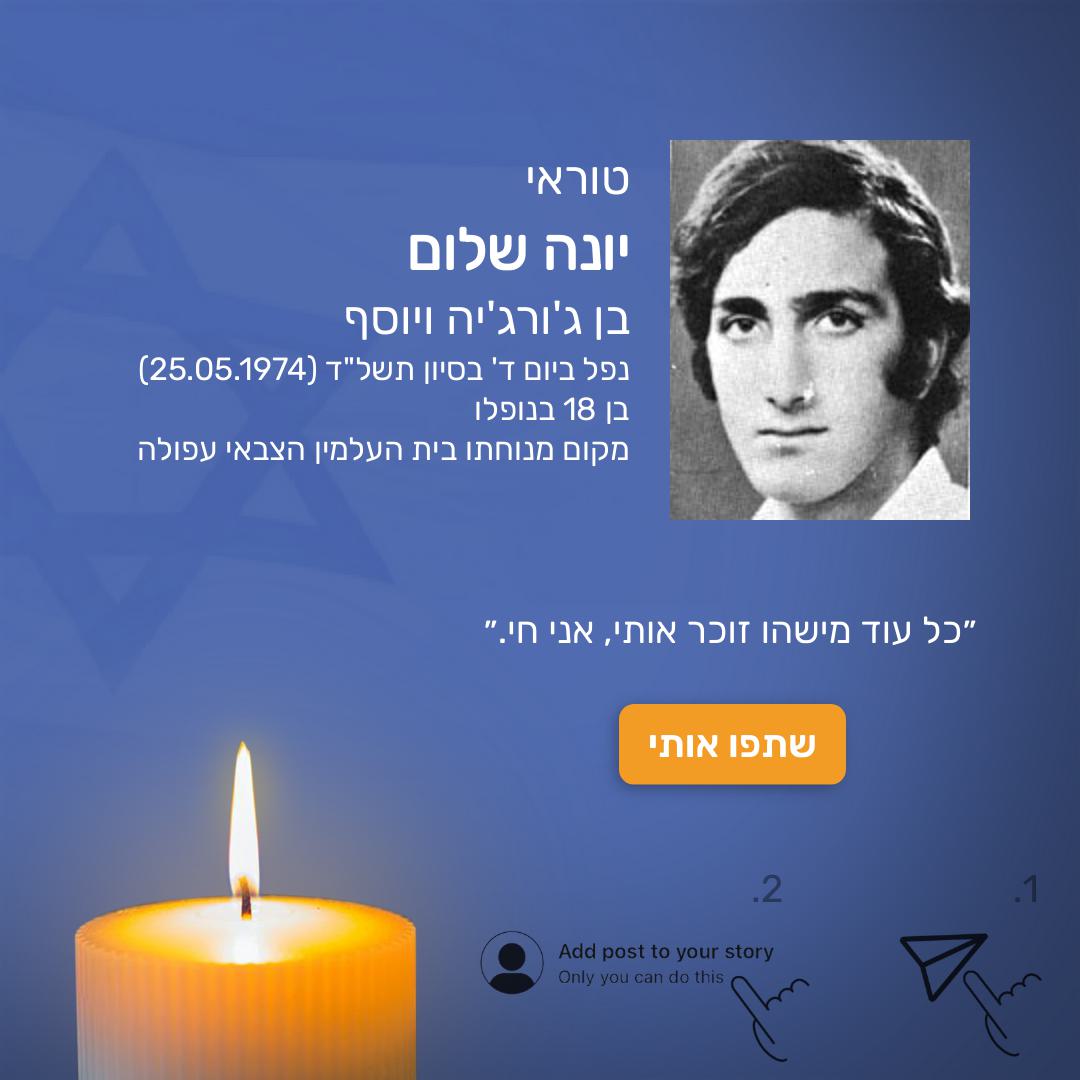 טוראי
יונה שלום
בן ג'ורג'יה ויוסף
נפל ביום ד' בסיון תשל"ד (25.05.1974)
בן 18 בנופלו
מקום מנוחתו בית העלמין הצבאי עפולה
״כל עוד מישהו זוכר אותי, אני חי.״
שתפו אותי
1.
2.
Add post to your story
Only you can do this